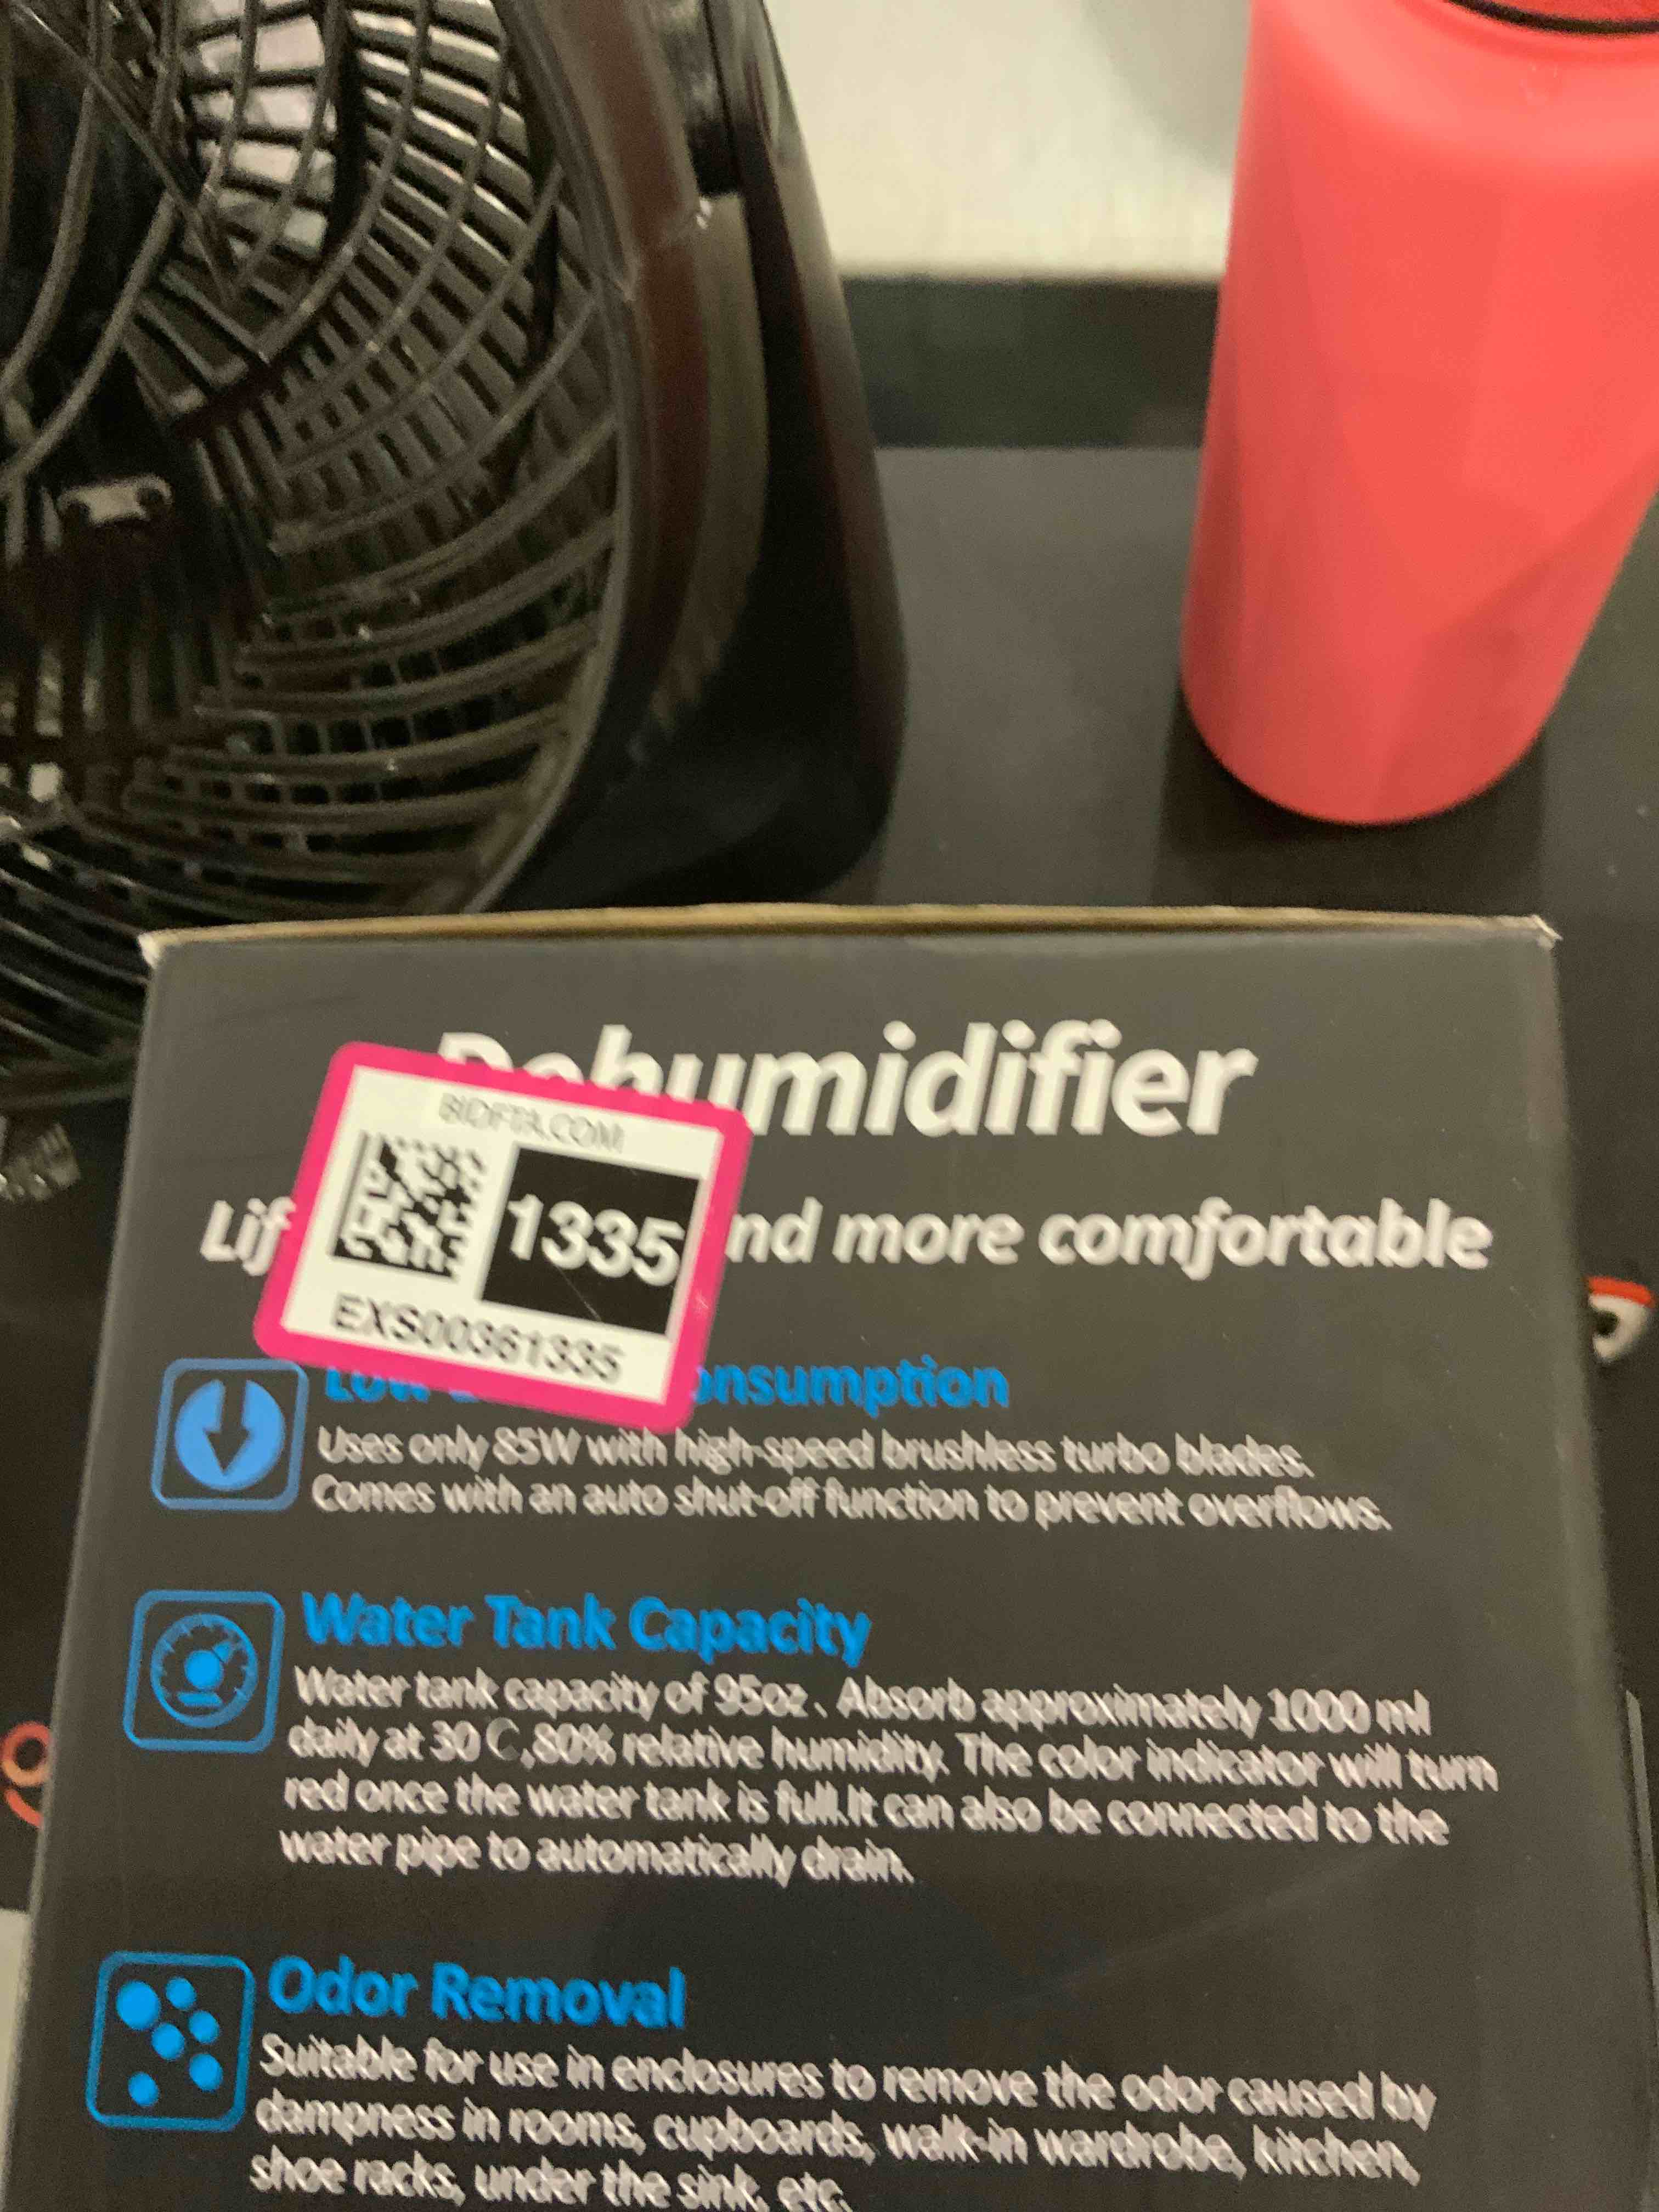 Dehumidifier
BIDFTA.COM
1335
EXS00361335
Lif nd more comfortable
Low onsumption
Uses only 85W with high-speed brushless turbo blades.
Comes with an auto shut-off function to prevent overflows.
Water Tank Capacity
Water tank capacity of 95oz. Absorb approximately 1000 ml
daily at 30℃,80% relative humidity. The color indicator will turn
red once the water tank is full.It can also be connected to the
water pipe to automatically drain.
Odor Removal
Suitable for use in enclosures to remove the odor caused by
dampness in rooms, cupboards, walk-in wardrobe, kitchen,
shoe racks, under the sink, etc.